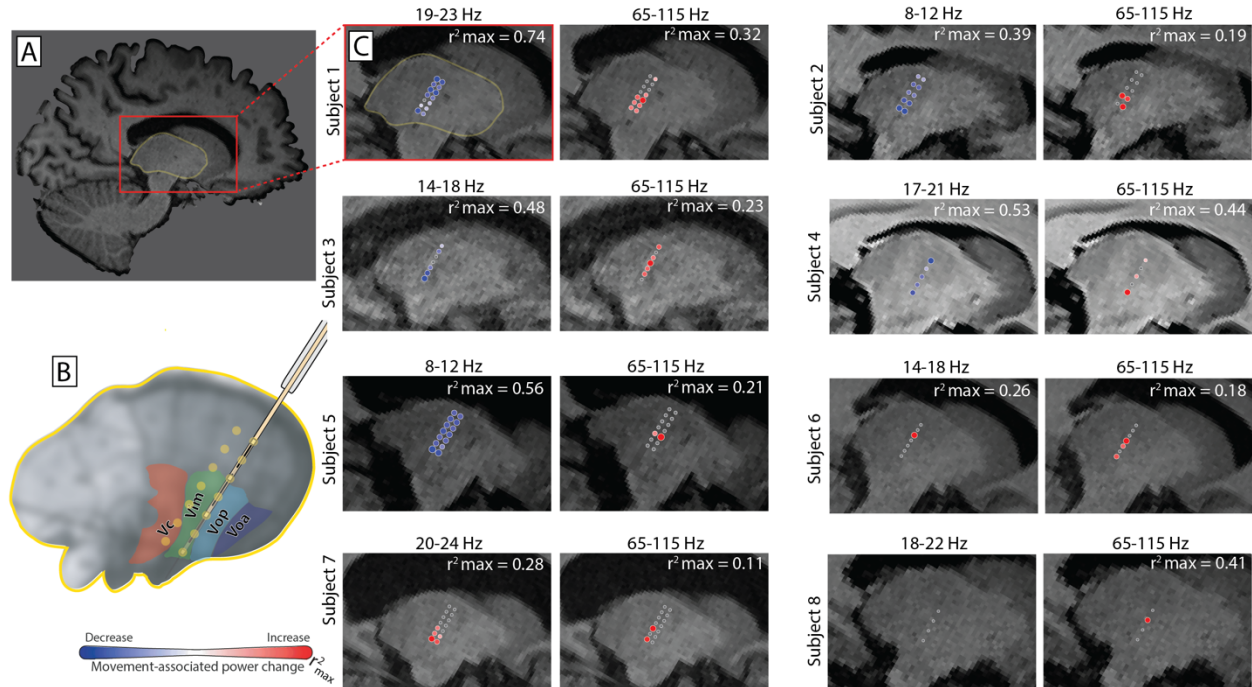 A
B
Vc
Vim
Vop
Voa
Decrease
Increase
Movement-associated power change
r²max
C
Subject 1
19-23 Hz
r² max = 0.74
65-115 Hz
r² max = 0.32
Subject 2
8-12 Hz
r² max = 0.39
65-115 Hz
r² max = 0.19
Subject 3
14-18 Hz
r² max = 0.48
65-115 Hz
r² max = 0.23
Subject 4
17-21 Hz
r² max = 0.53
65-115 Hz
r² max = 0.44
Subject 5
8-12 Hz
r² max = 0.56
65-115 Hz
r² max = 0.21
Subject 6
14-18 Hz
r² max = 0.26
65-115 Hz
r² max = 0.18
Subject 7
20-24 Hz
r² max = 0.28
65-115 Hz
r² max = 0.11
Subject 8
18-22 Hz
65-115 Hz
r² max = 0.41